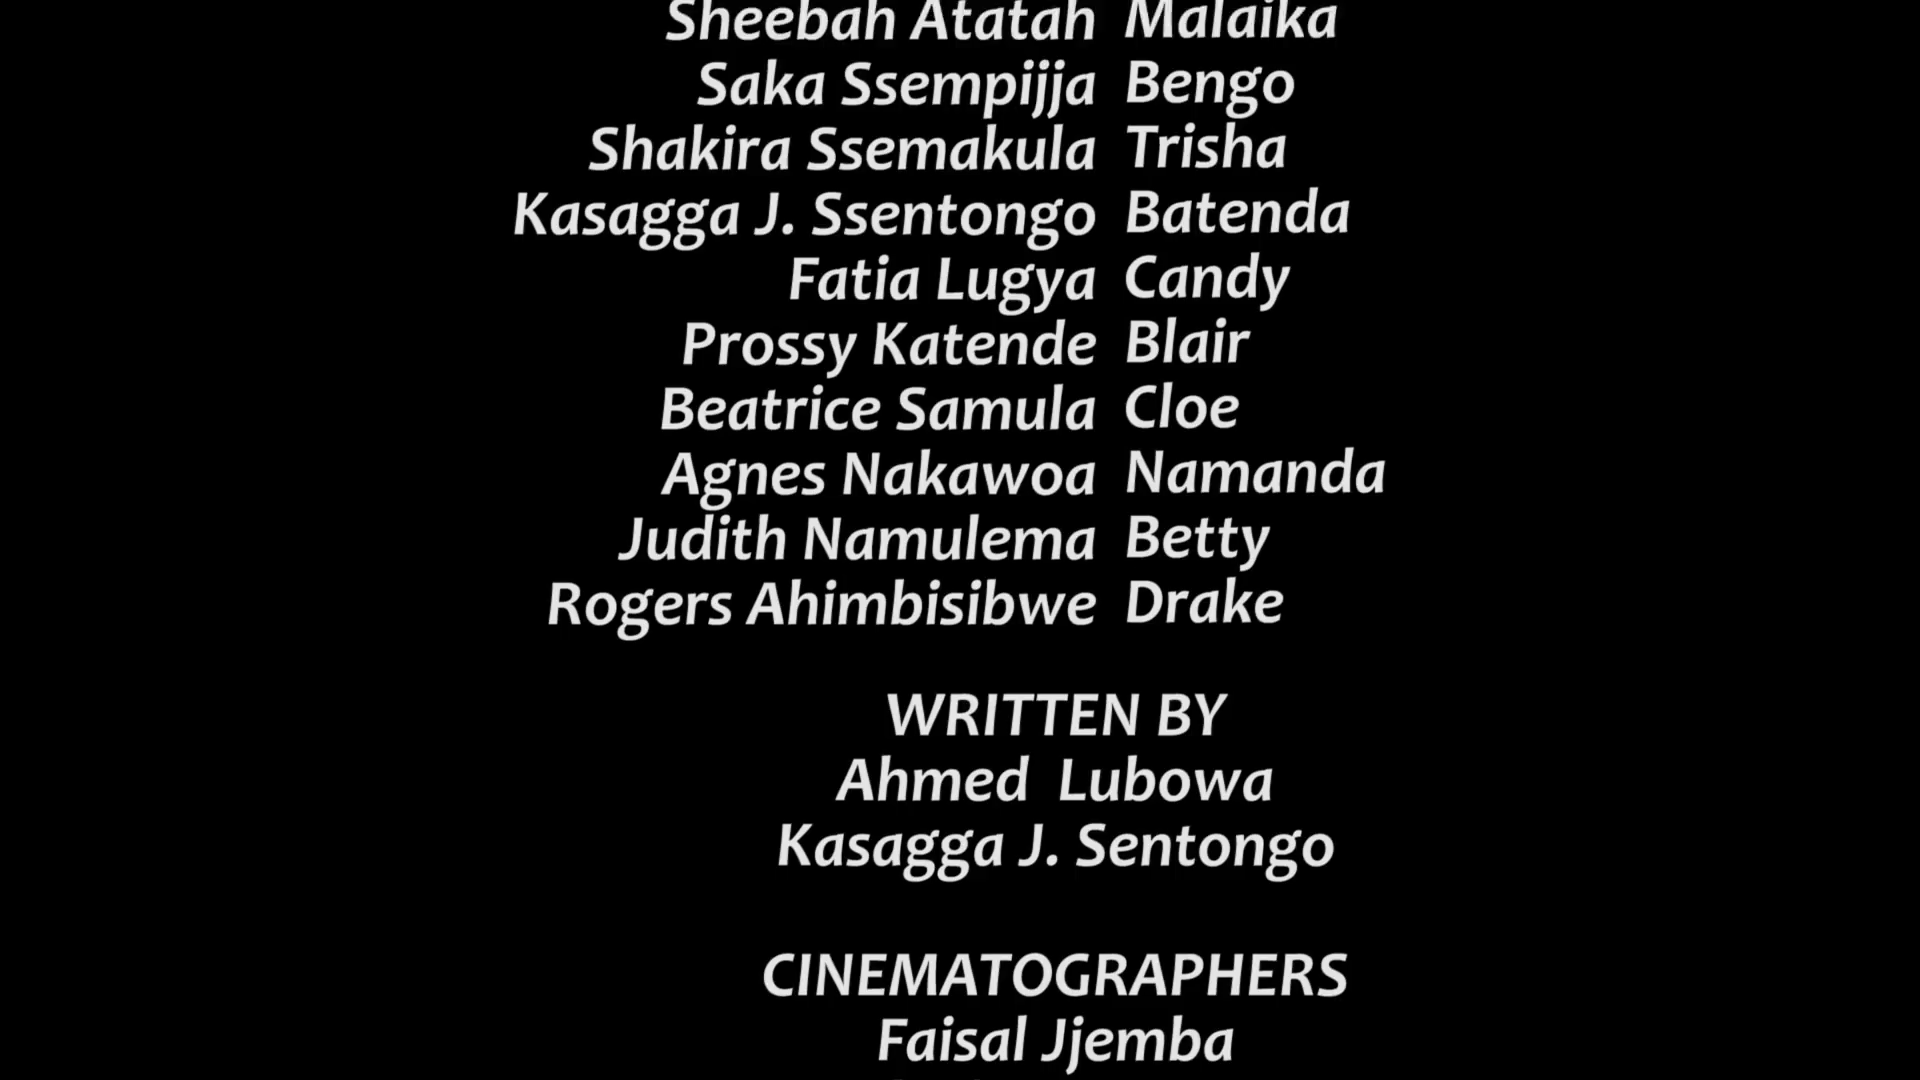 Sheebah Atatah Malaika
Saka Ssempijja Bengo
Shakira Ssemakula Trisha
Kasagga J. Ssentongo Batenda
Fatia Lugya Candy
Prossy Katende Blair
Beatrice Samula Cloe
Agnes Nakawoa Namanda
Judith Namulema Betty
Rogers Ahimbisibwe Drake
WRITTEN BY
Ahmed Lubowa
Kasagga J. Sentongo
CINEMATOGRAPHERS
Faisal Jjemba